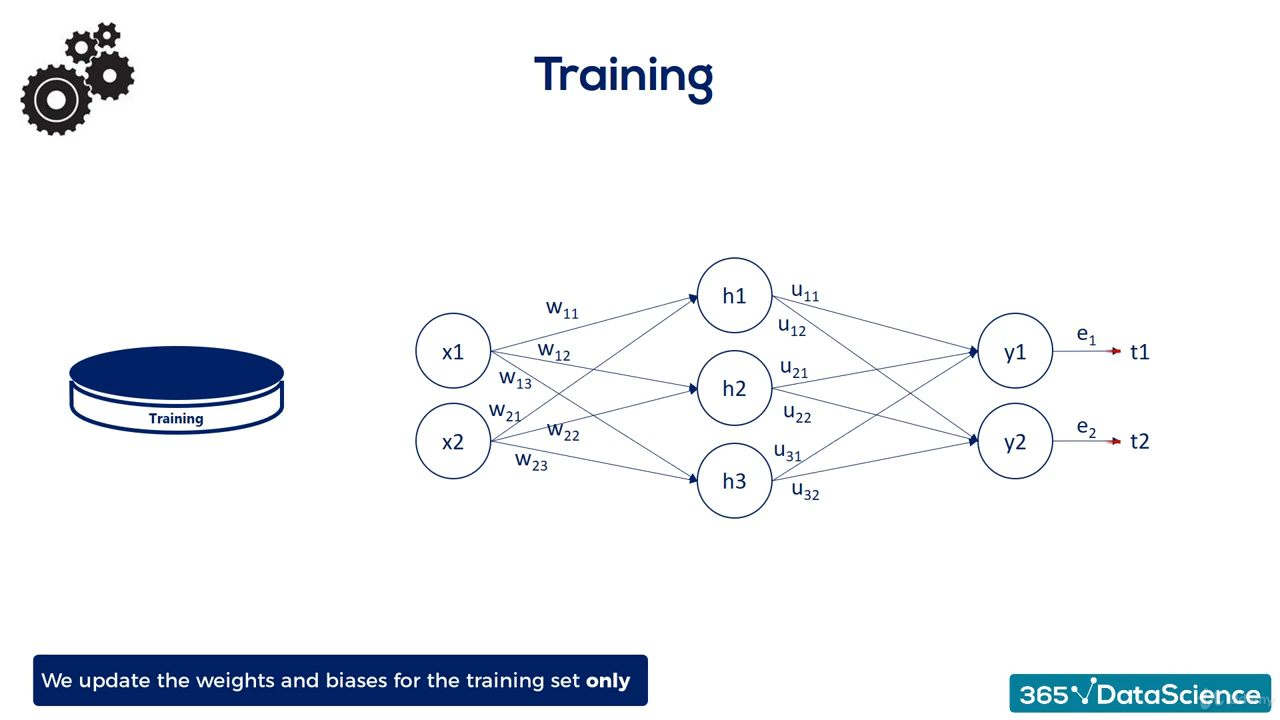 Training
Training
x1
x2
w11
w12
w13
w21
w22
w23
h1
h2
h3
u11
u12
u21
u22
u31
u32
y1
y2
e1
e2
t1
t2
We update the weights and biases for the training set only
365 DataScience